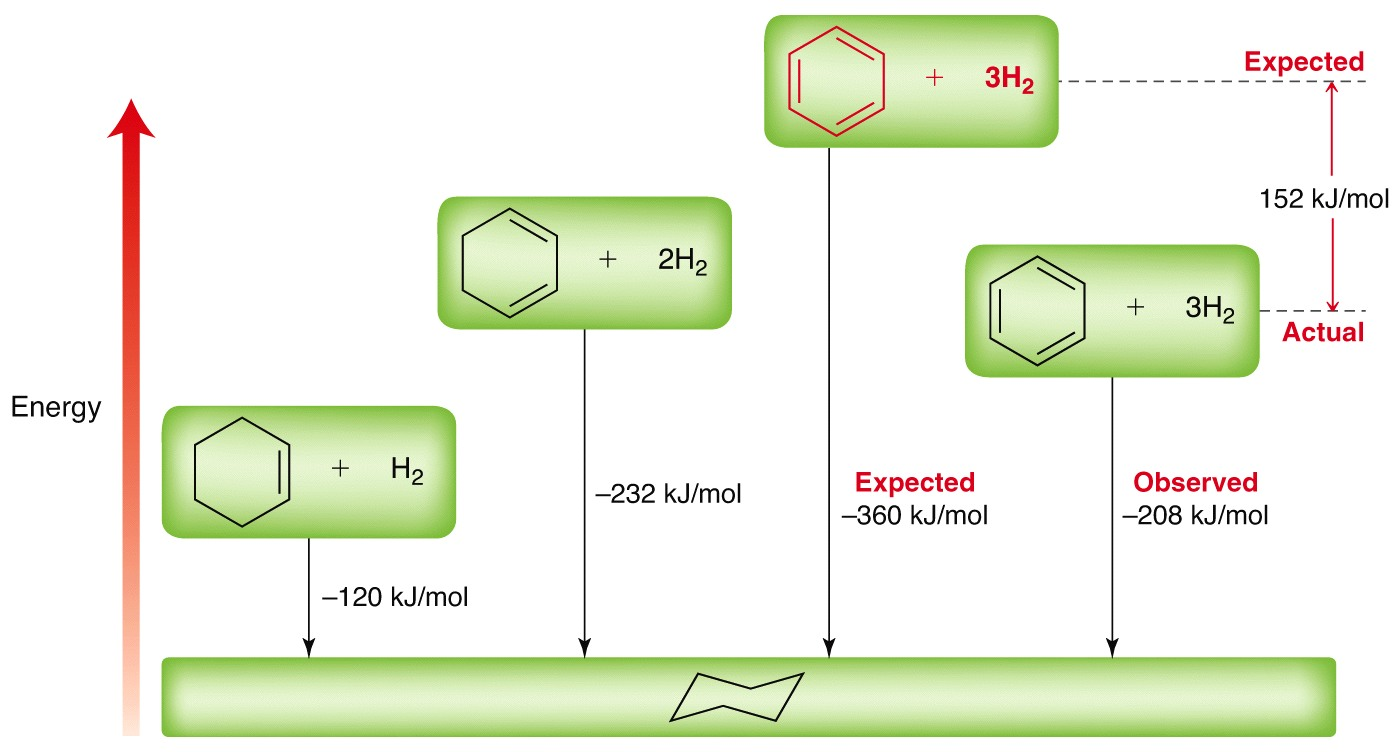 Expected
+ 3H₂
152 kJ/mol
+ 2H₂
+ 3H₂
Actual
Energy
+ H₂
–232 kJ/mol
Expected
–360 kJ/mol
Observed
–208 kJ/mol
–120 kJ/mol